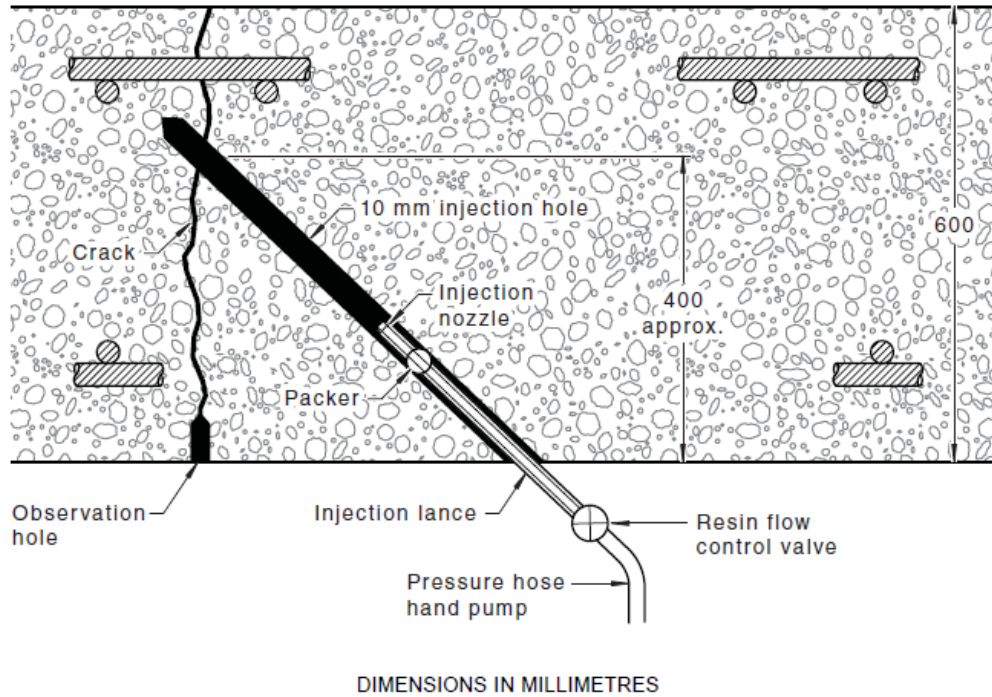 10 mm injection hole
600
Crack
Injection
nozzle
400
approx.
Packer
Observation
hole
Injection lance
Resin flow
control valve
Pressure hose
hand pump
DIMENSIONS IN MILLIMETRES